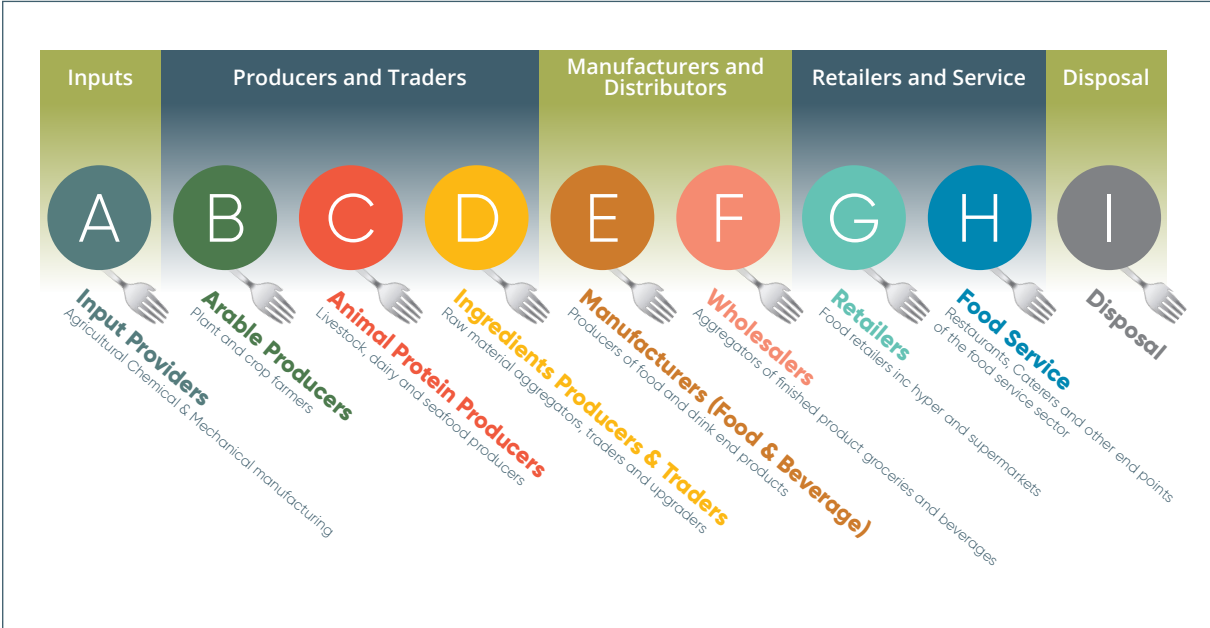 Inputs
Producers and Traders
Manufacturers and
Distributors
Retailers and Service
Disposal
A
B
C
D
E
F
G
H
I
Input Providers
Agricultural Chemical & Mechanical manufacturing
Arable Producers
Plant and crop farmers
Animal Protein Producers
Livestock, dairy and seafood producers
Ingredients Producers & Traders
Raw material aggregators, traders and upgraders
Manufacturers (Food & Beverage)
Producers of food and drink end products
Wholesalers
Aggregators of finished product groceries and beverages
Retailers
Food retailers inc hyper and supermarkets
Food Service
Restaurants, Caterers and other end points
of the food service sector
Disposal